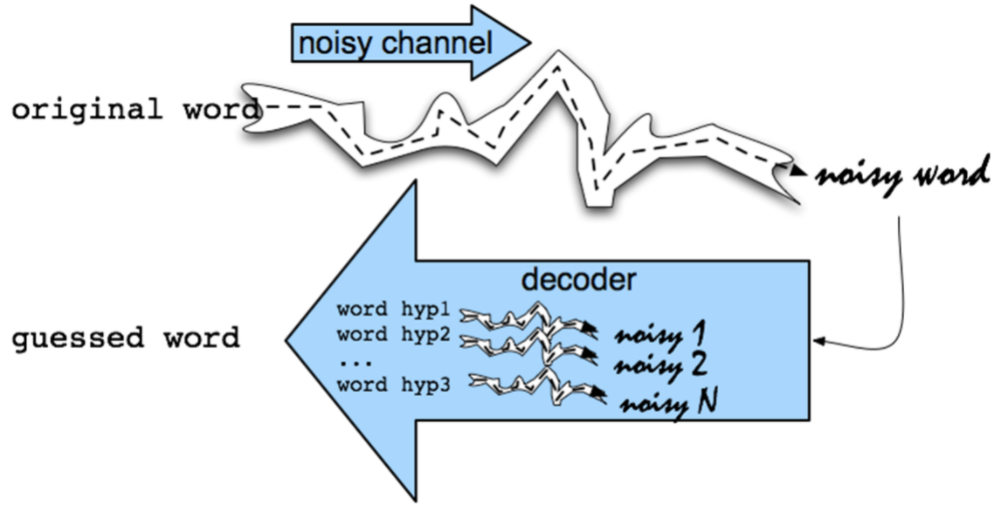 noisy channel
original word
noisy word
decoder
word hyp1
noisy 1
word hyp2
noisy 2
guessed word
...
word hyp3
noisy N